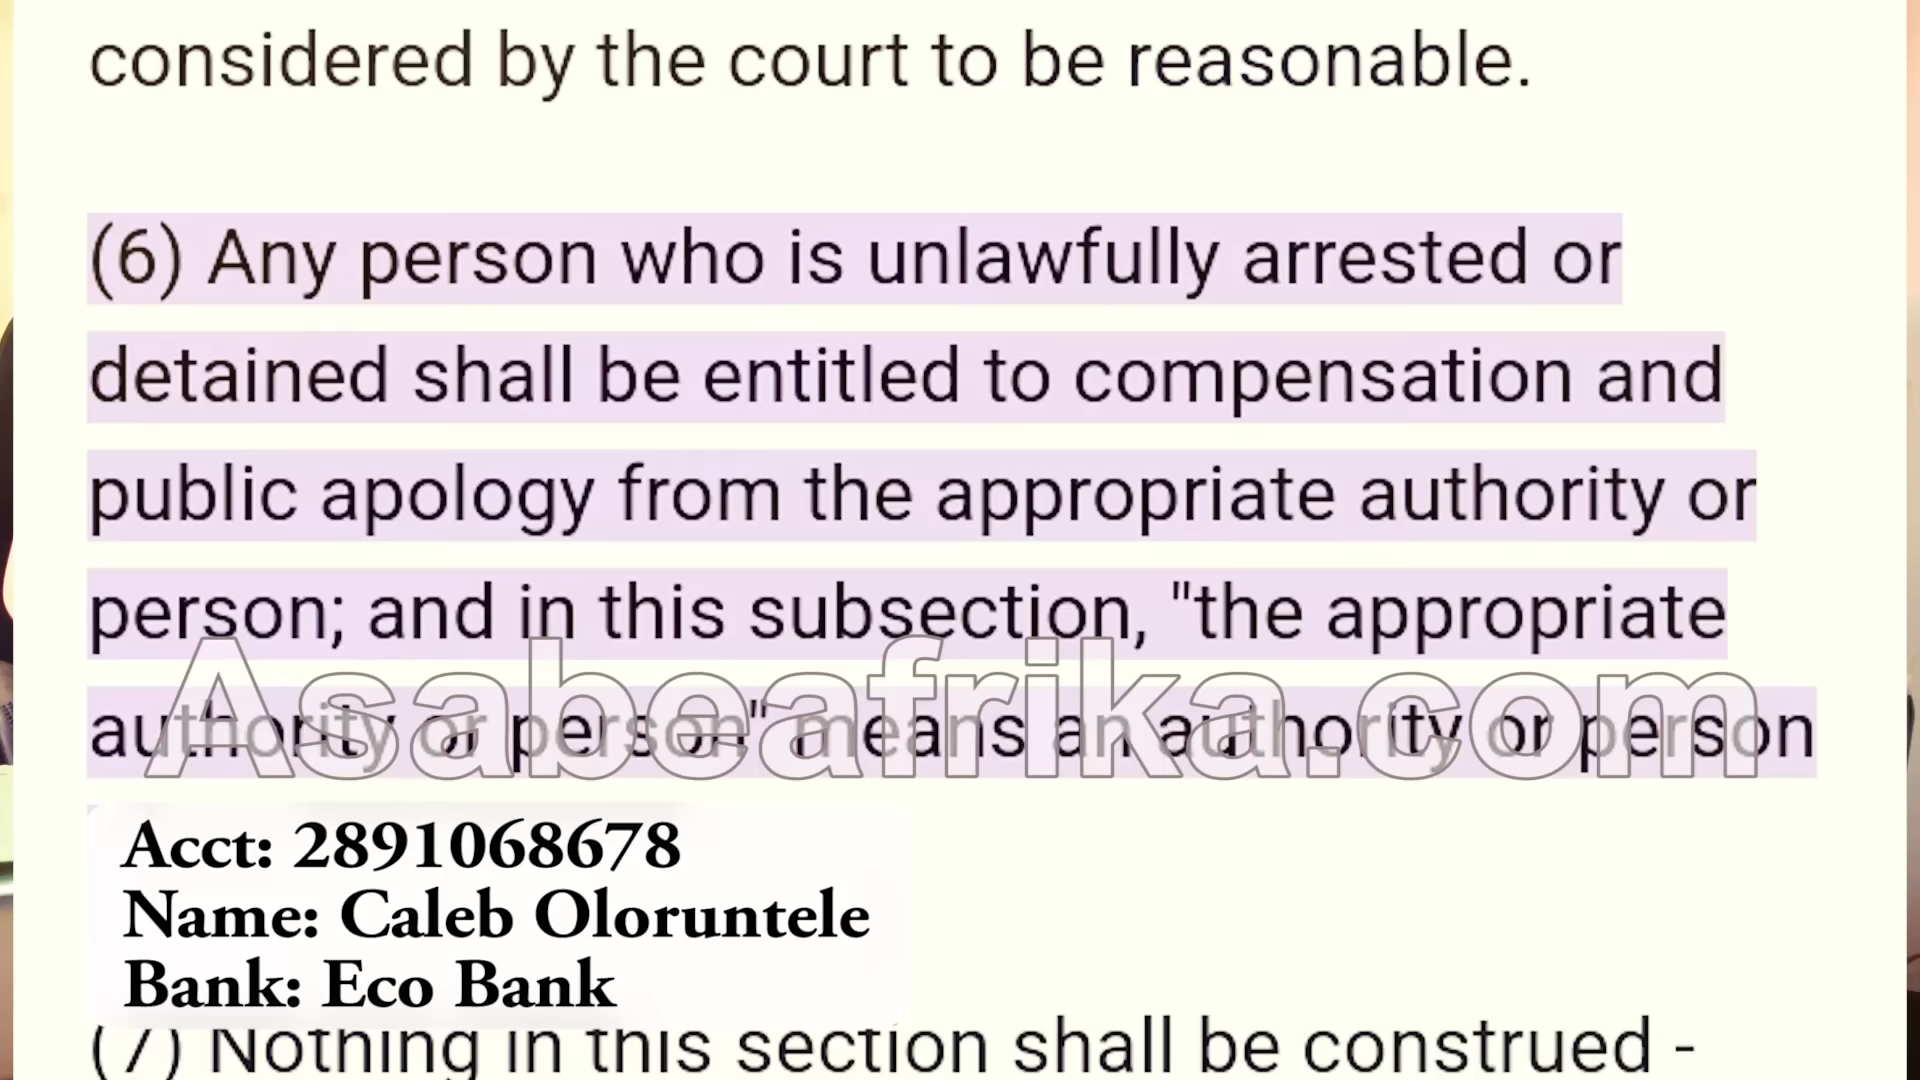 considered by the court to be reasonable.
(6) Any person who is unlawfully arrested or
detained shall be entitled to compensation and
public apology from the appropriate authority or
person; and in this subsection, "the appropriate
authority or person" means an authority or person
Asabeafrika.com
Acct: 2891068678
Name: Caleb Oloruntele
Bank: Eco Bank
(7) Nothing in this section shall be construed -